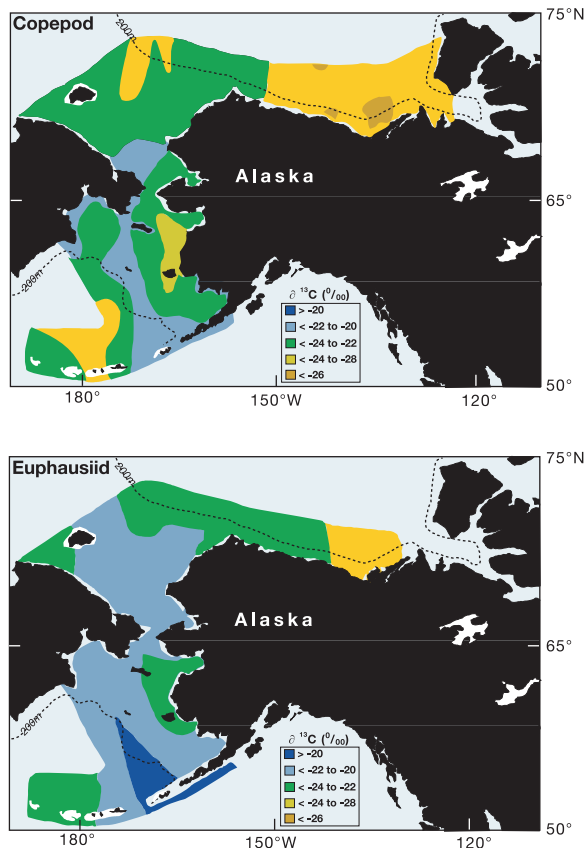 75°N
Copepod
200m
Alaska
65°
200m
∂ ¹³C (⁰/₀₀)
> -20
< -22 to -20
< -24 to -22
< -24 to -28
< -26
50°
180°
150°W
120°
75°N
Euphausiid
200m
Alaska
65°
200m
∂ ¹³C (⁰/₀₀)
> -20
< -22 to -20
< -24 to -22
< -24 to -28
< -26
50°
180°
150°W
120°